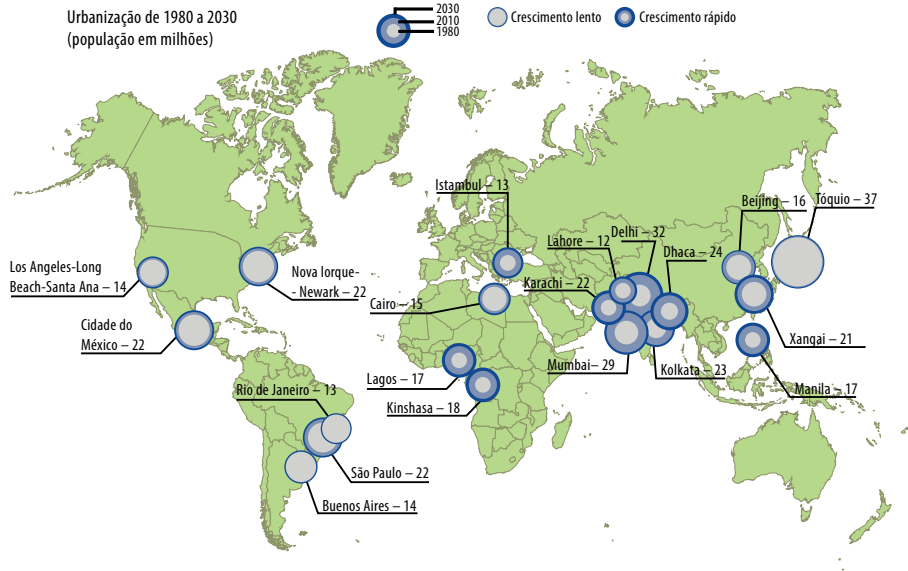 Urbanização de 1980 a 2030
(população em milhões)
2030
2010
1980
Crescimento lento
Crescimento rápido
Istambul – 13
Beijing – 16
Tóquio – 37
Lahore – 12
Delhi – 32
Dhaca – 24
Los Angeles-Long
Beach-Santa Ana – 14
Nova Iorque-
- Newark – 22
Karachi – 22
Cairo – 15
Cidade do
México – 22
Xangai – 21
Mumbai– 29
Kolkata – 23
Lagos – 17
Manila – 17
Rio de Janeiro – 13
Kinshasa – 18
São Paulo – 22
Buenos Aires – 14